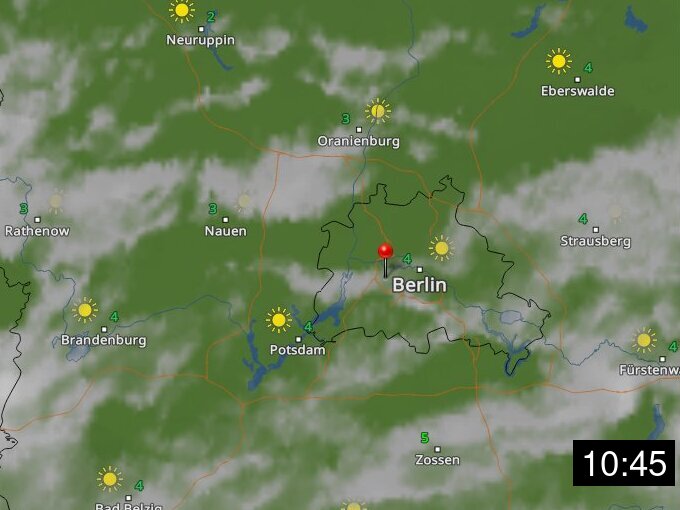 2
Neuruppin
4
Eberswalde
3
Oranienburg
3
Rathenow
3
Nauen
4
Strausberg
4
Berlin
4
Brandenburg
4
Potsdam
4
Fürstenwa
5
Zossen
10:45
4
Bad Belzig